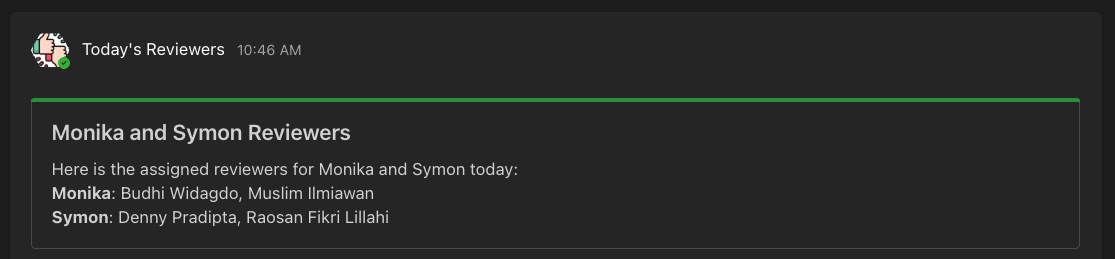 Today's Reviewers 10:46 AM
Monika and Symon Reviewers
Here is the assigned reviewers for Monika and Symon today:
Monika: Budhi Widagdo, Muslim Ilmiawan
Symon: Denny Pradipta, Raosan Fikri Lillahi